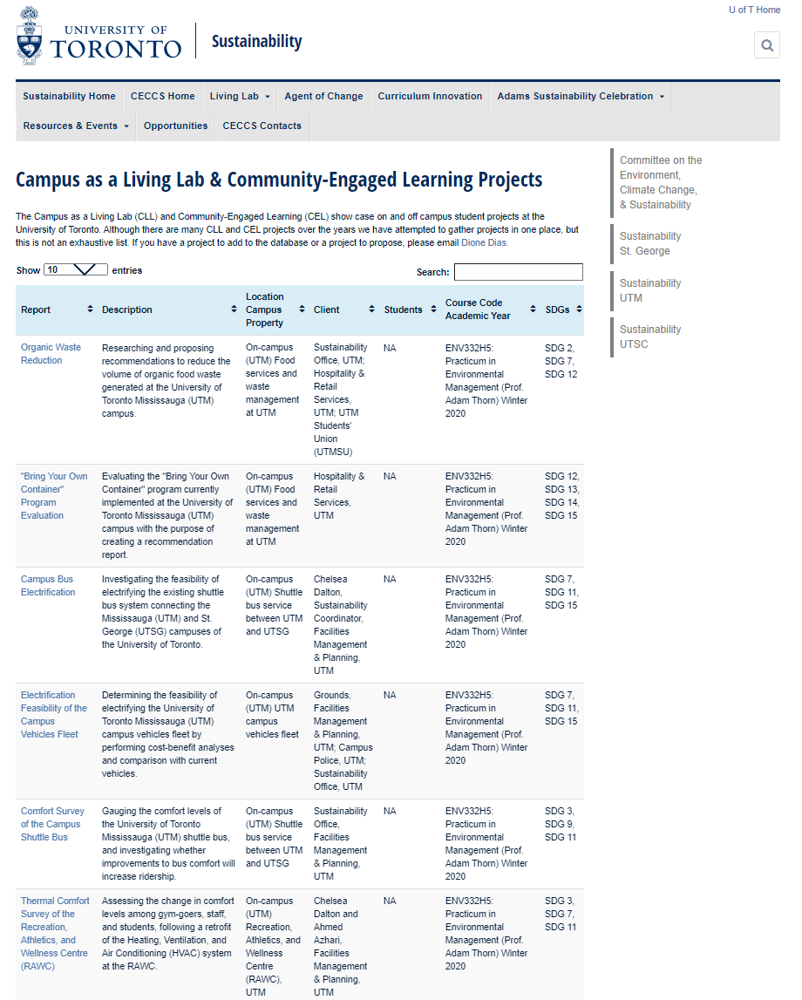 U of T Home
UNIVERSITY OF
TORONTO
Sustainability
Sustainability Home
CECCS Home
Living Lab
Agent of Change
Curriculum Innovation
Adams Sustainability Celebration
Resources & Events
Opportunities
CECCS Contacts
Committee on the
Environment,
Climate Change,
& Sustainability
Sustainability
St. George
Sustainability
UTM
Sustainability
UTSC
Campus as a Living Lab & Community-Engaged Learning Projects
The Campus as a Living Lab (CLL) and Community-Engaged Learning (CEL) show case on and off campus student projects at the
University of Toronto. Although there are many CLL and CEL projects over the years we have attempted to gather projects in one place, but
this is not an exhaustive list. If you have a project to add to the database or a project to propose, please email Dione Dias.
Show 10 entries
Search:
Report
Description
Location
Campus
Property
Client
Students
Course Code
Academic Year
SDGs
Organic Waste
Reduction
Researching and proposing
recommendations to reduce the
volume of organic food waste
generated at the University of
Toronto Mississauga (UTM)
campus.
On-campus
(UTM) Food
services and
waste
management
at UTM
Sustainability
Office, UTM;
Hospitality &
Retail
Services,
UTM; UTM
Students'
Union
(UTMSU)
NA
ENV332H5:
Practicum in
Environmental
Management (Prof.
Adam Thorn) Winter
2020
SDG 2,
SDG 7,
SDG 12
"Bring Your Own
Container"
Program
Evaluation
Evaluating the "Bring Your Own
Container" program currently
implemented at the University of
Toronto Mississauga (UTM)
campus with the purpose of
creating a recommendation
report.
On-campus
(UTM) Food
services and
waste
management
at UTM
Hospitality &
Retail
Services,
UTM
NA
ENV332H5:
Practicum in
Environmental
Management (Prof.
Adam Thorn) Winter
2020
SDG 12,
SDG 13,
SDG 14,
SDG 15
Campus Bus
Electrification
Investigating the feasibility of
electrifying the existing shuttle
bus system connecting the
Mississauga (UTM) and St.
George (UTSG) campuses of
the University of Toronto.
On-campus
(UTM) Shuttle
bus service
between UTM
and UTSG
Chelsea
Dalton,
Sustainability
Coordinator,
Facilities
Management
& Planning,
UTM
NA
ENV332H5:
Practicum in
Environmental
Management (Prof.
Adam Thorn) Winter
2020
SDG 7,
SDG 11,
SDG 15
Electrification
Feasibility of the
Campus
Vehicles Fleet
Determining the feasibility of
electrifying the University of
Toronto Mississauga (UTM)
campus vehicles fleet by
performing cost-benefit analyses
and comparison with current
vehicles.
On-campus
(UTM) UTM
campus
vehicles fleet
Grounds,
Facilities
Management
& Planning,
UTM; Campus
Police, UTM;
Sustainability
Office, UTM
NA
ENV332H5:
Practicum in
Environmental
Management (Prof.
Adam Thorn) Winter
2020
SDG 7,
SDG 11,
SDG 15
Comfort Survey
of the Campus
Shuttle Bus
Gauging the comfort levels of
the University of Toronto
Mississauga (UTM) shuttle bus,
and investigating whether
improvements to bus comfort will
increase ridership.
On-campus
(UTM) Shuttle
bus service
between UTM
and UTSG
Sustainability
Office,
Facilities
Management
& Planning,
UTM
NA
ENV332H5:
Practicum in
Environmental
Management (Prof.
Adam Thorn) Winter
2020
SDG 3,
SDG 9,
SDG 11
Thermal Comfort
Survey of the
Recreation,
Athletics, and
Wellness Centre
(RAWC)
Assessing the change in comfort
levels among gym-goers, staff,
and students, following a retrofit
of the Heating, Ventilation, and
Air Conditioning (HVAC) system
at the RAWC.
On-campus
(UTM)
Recreation,
Athletics, and
Wellness
Centre
(RAWC),
UTM
Chelsea
Dalton and
Ahmed
Azhari,
Facilities
Management
& Planning,
UTM
NA
ENV332H5:
Practicum in
Environmental
Management (Prof.
Adam Thorn) Winter
2020
SDG 3,
SDG 7,
SDG 11